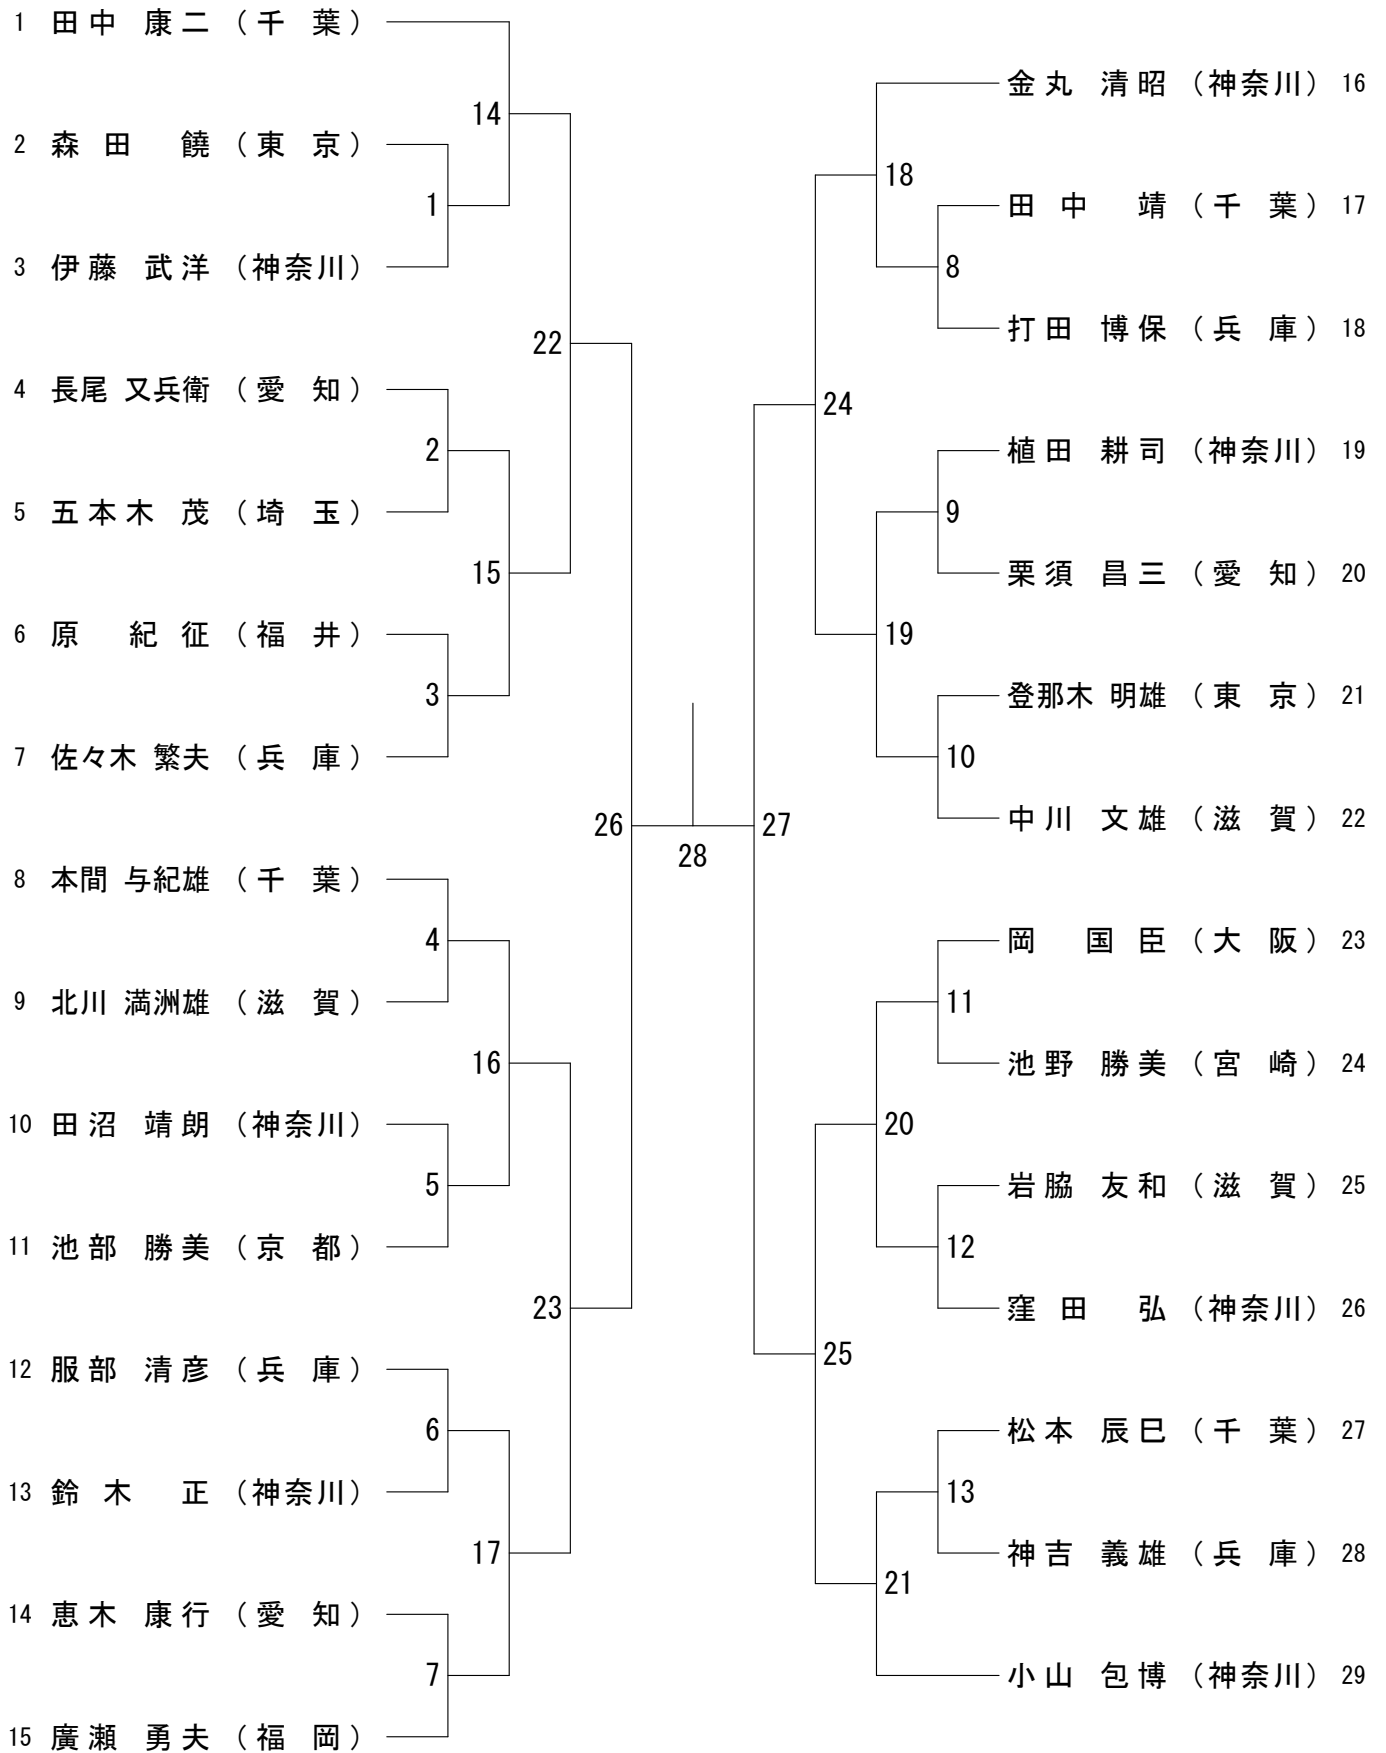 1 田中 康二 (千 葉)
2 森田 饒 (東 京)
3 伊藤 武洋 (神奈川)
4 長尾 又兵衛 (愛 知)
5 五本木 茂 (埼 玉)
6 原 紀征 (福 井)
7 佐々木 繁夫 (兵 庫)
8 本間 与紀雄 (千 葉)
9 北川 満洲雄 (滋 賀)
10 田沼 靖朗 (神奈川)
11 池部 勝美 (京 都)
12 服部 清彦 (兵 庫)
13 鈴木 正 (神奈川)
14 恵木 康行 (愛 知)
15 廣瀬 勇夫 (福 岡)
1
2
3
4
5
6
7
14
15
16
17
22
23
26
28
27
24
25
18
19
20
21
8
9
10
11
12
13
金丸 清昭 (神奈川) 16
田中 靖 (千 葉) 17
打田 博保 (兵 庫) 18
植田 耕司 (神奈川) 19
栗須 昌三 (愛 知) 20
登那木 明雄 (東 京) 21
中川 文雄 (滋 賀) 22
岡 国臣 (大 阪) 23
池野 勝美 (宮 崎) 24
岩脇 友和 (滋 賀) 25
窪田 弘 (神奈川) 26
松本 辰巳 (千 葉) 27
神吉 義雄 (兵 庫) 28
小山 包博 (神奈川) 29